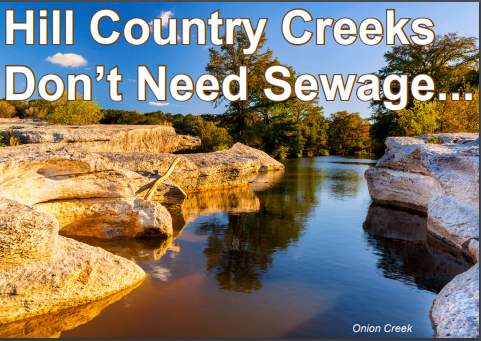 Hill Country Creeks
Don’t Need Sewage...
Onion Creek